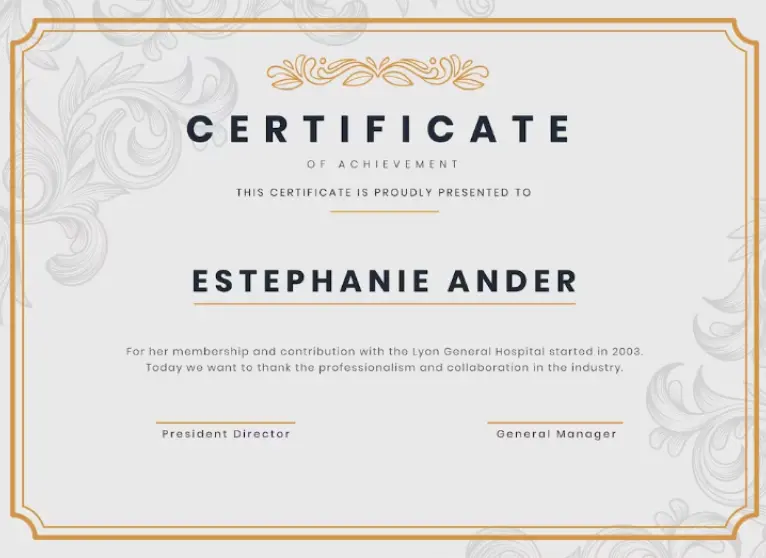 CERTIFICATE
OF ACHIEVEMENT
THIS CERTIFICATE IS PROUDLY PRESENTED TO
ESTEPHANIE ANDER
For her membership and contribution with the Lyon General Hospital started in 2003.
Today we want to thank the professionalism and collaboration in the industry.
President Director
General Manager